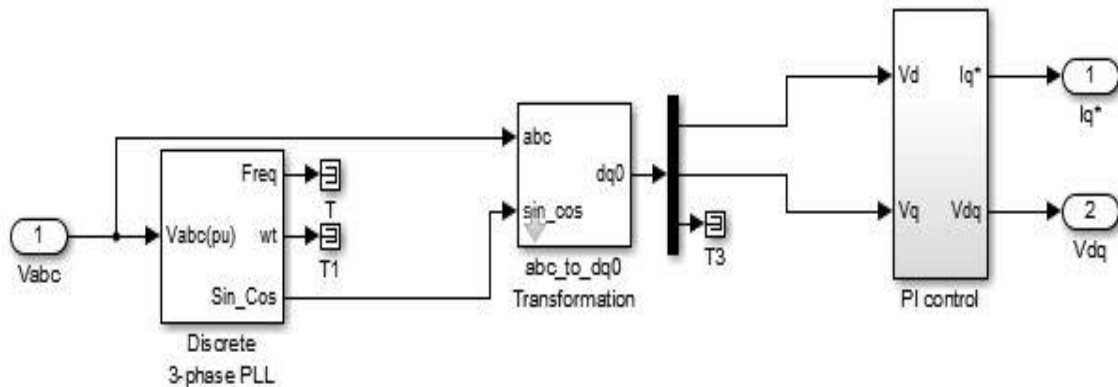 1
Vabc
Vabc(pu)
Freq
wt
Sin_Cos
Discrete
3-phase PLL
T
T1
abc
sin_cos
dq0
abc_to_dq0
Transformation
T3
Vd
Vq
Iq*
Vdq
PI control
1
Iq*
2
Vdq